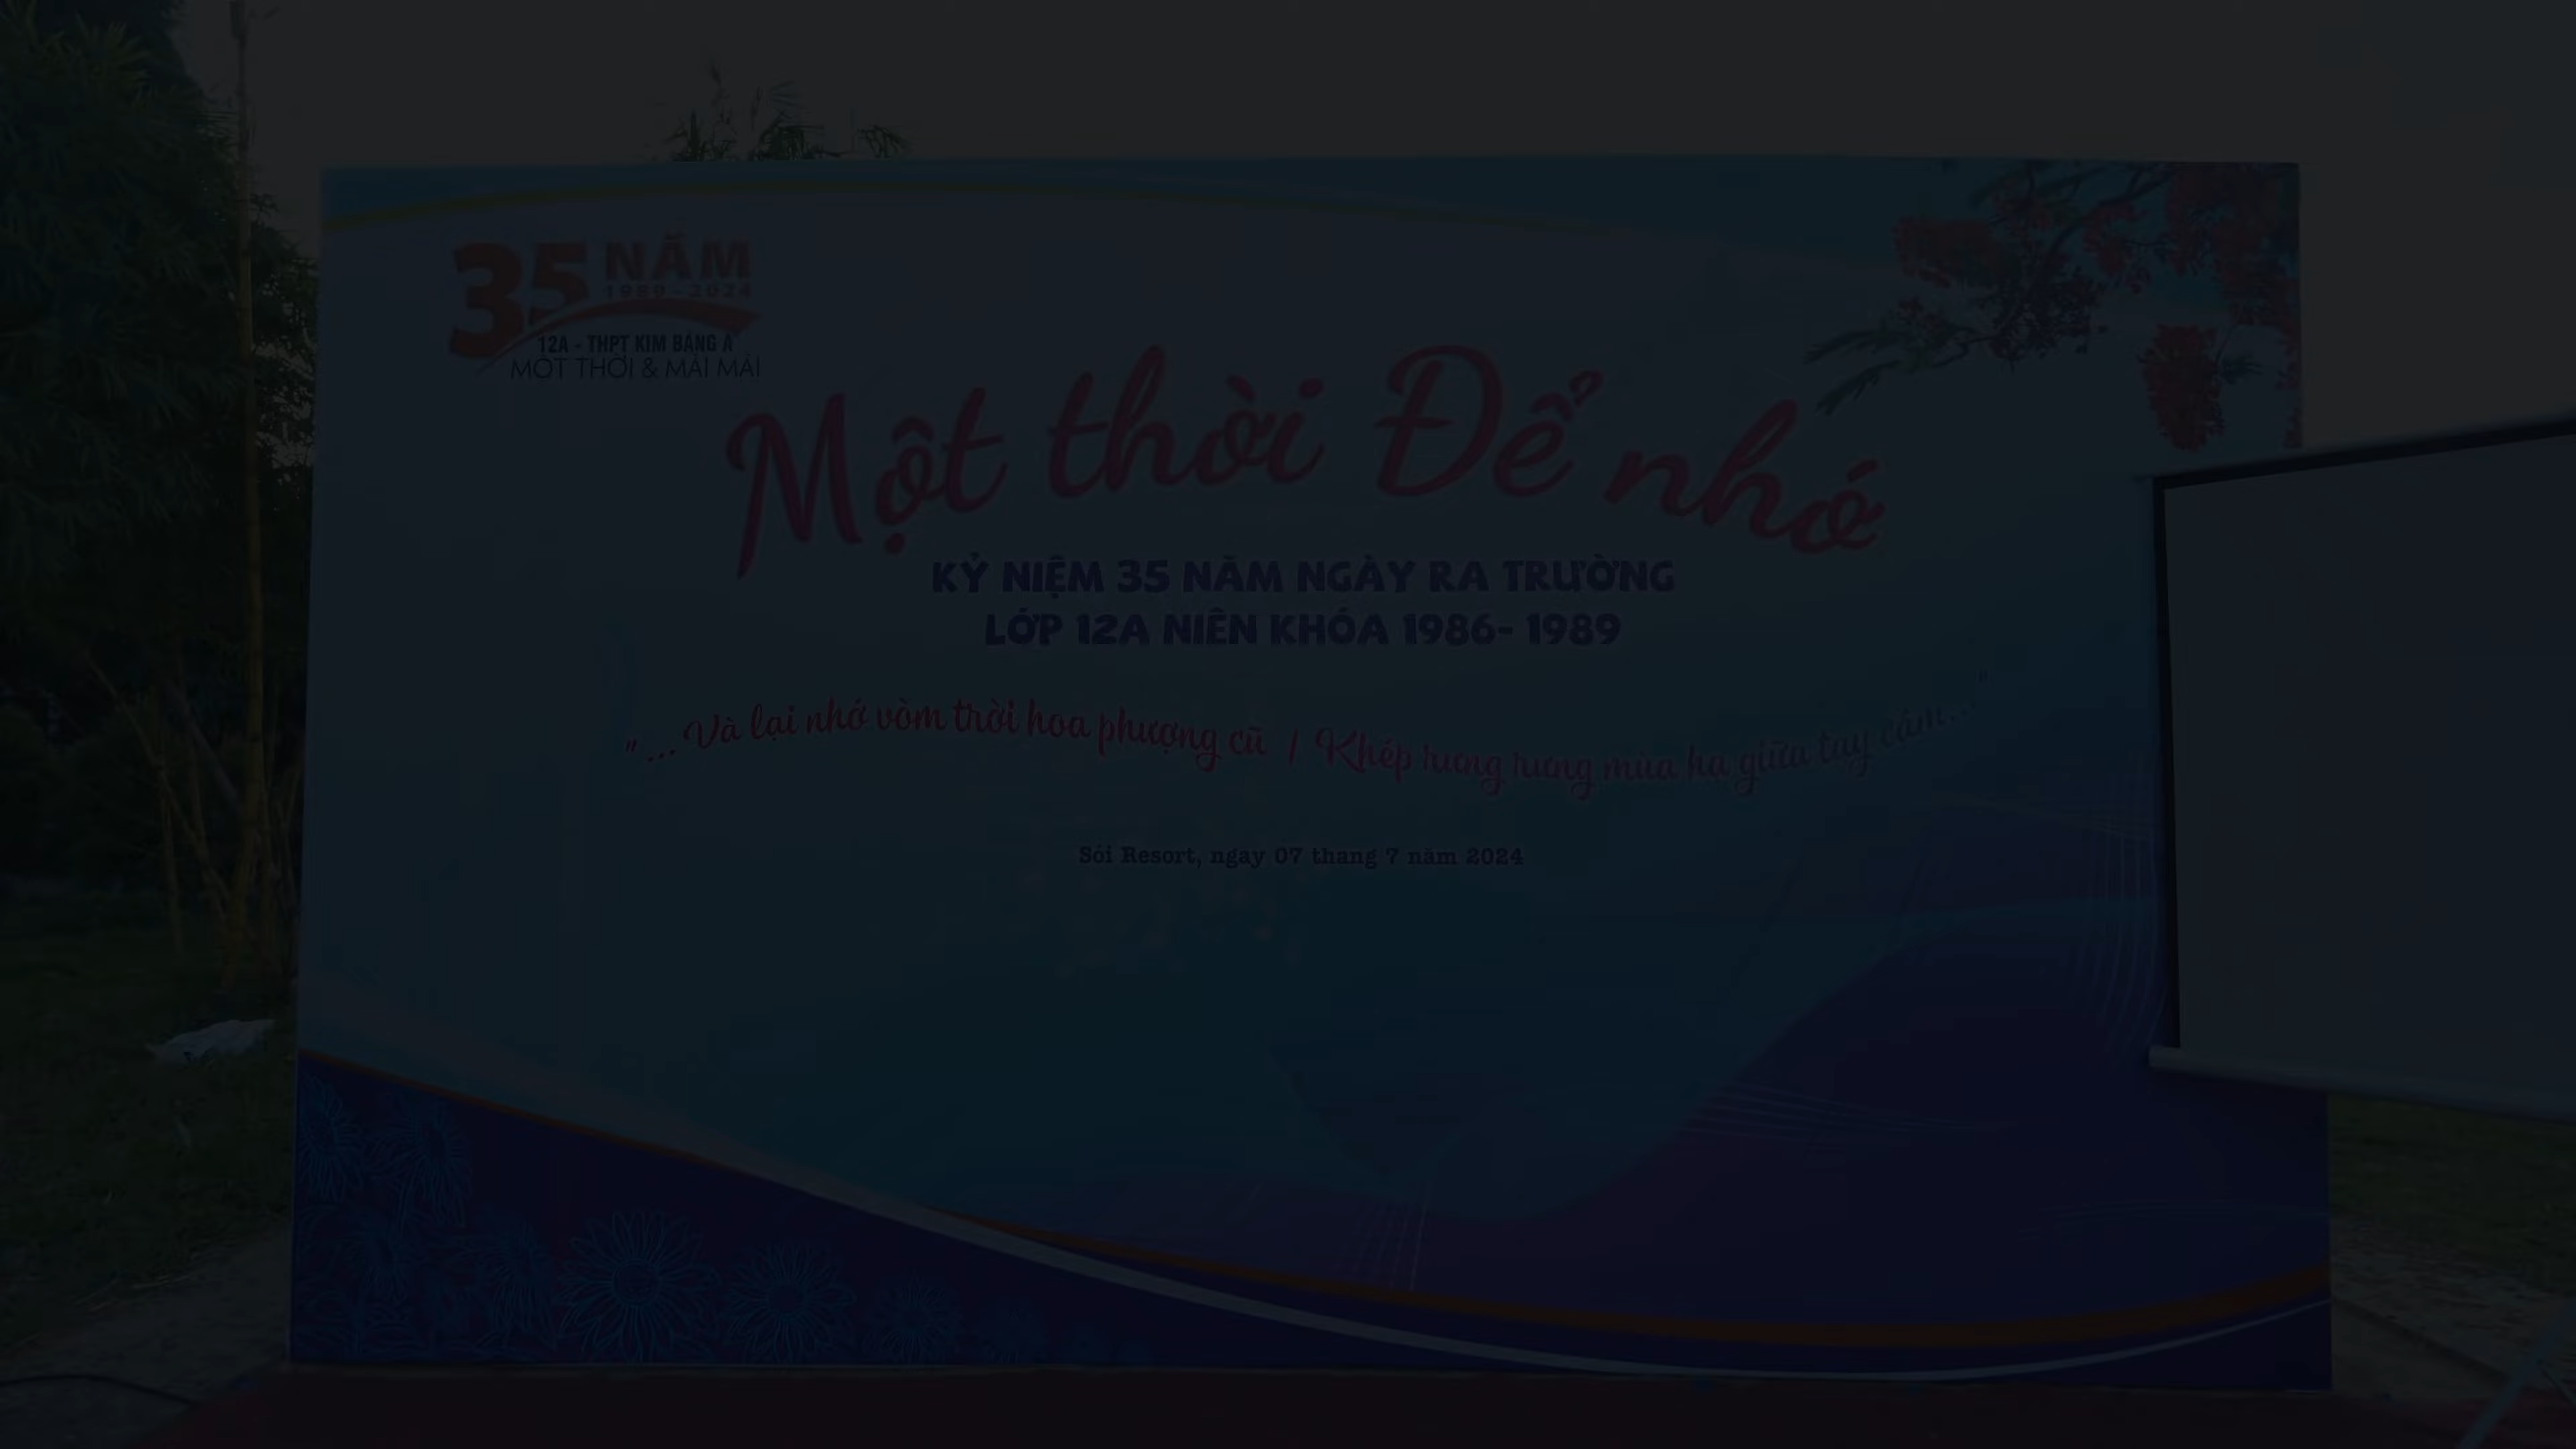 35 NĂM
1989 - 2024
12A - THPT KIM BẢNG A
MỘT THỜI & MÃI MÃI
Một thời Để nhớ
KỶ NIỆM 35 NĂM NGÀY RA TRƯỜNG
LỚP 12A NIÊN KHÓA 1986- 1989
"...Và lại nhớ vòm trời hoa phượng cũ / Khép rưng rưng mùa hạ giữa tay cầm..."
Sỏi Resort, ngay 07 thang 7 năm 2024